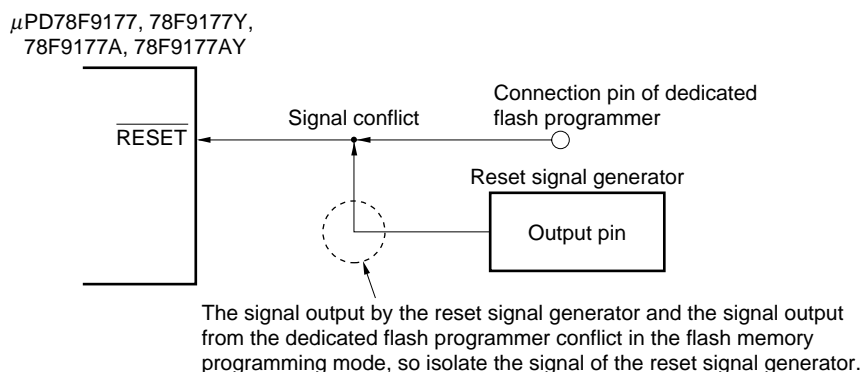 μPD78F9177, 78F9177Y,
78F9177A, 78F9177AY
RESET
Signal conflict
Connection pin of dedicated
flash programmer
Reset signal generator
Output pin
The signal output by the reset signal generator and the signal output
from the dedicated flash programmer conflict in the flash memory
programming mode, so isolate the signal of the reset signal generator.